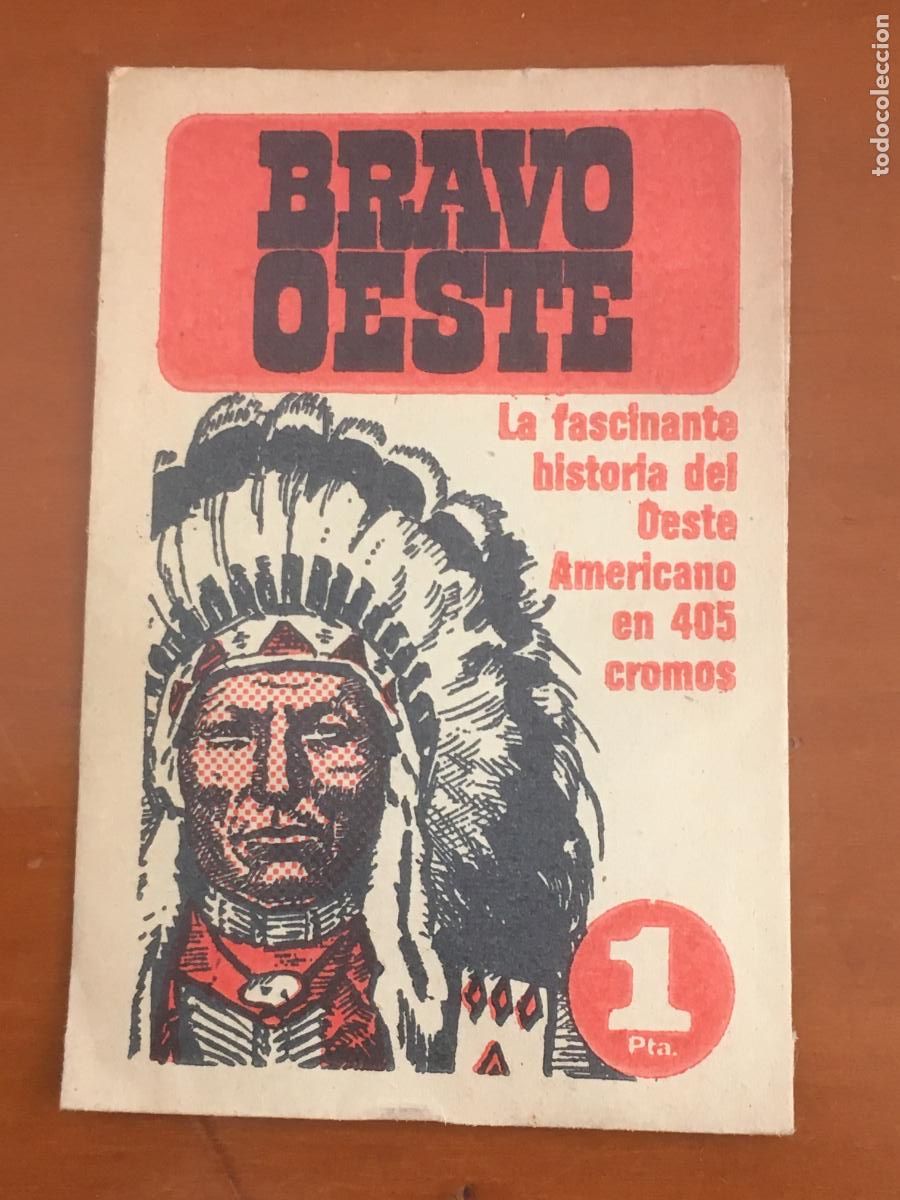 BRAVO
OESTE
La fascinante
historia del
Oeste
Americano
en 405
cromos
1
Pta.
todocoleccion